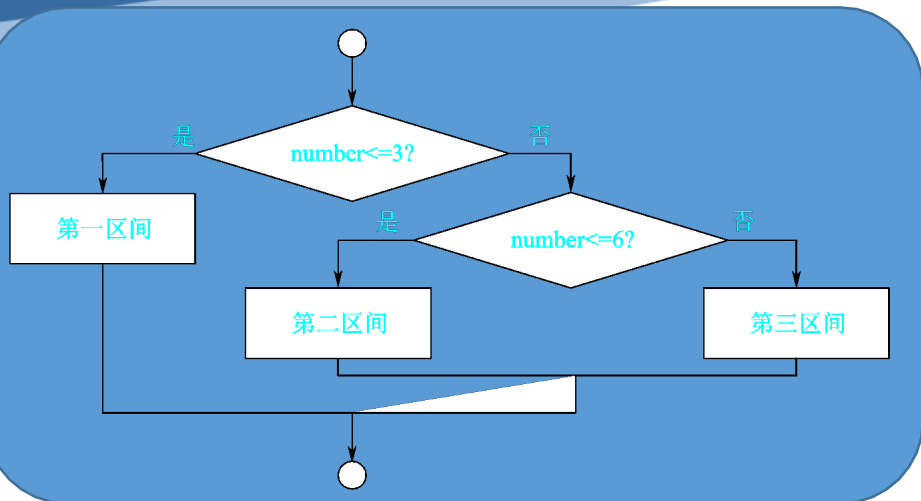 是
number<=3?
否
第一区间
是
number<=6?
否
第二区间
第三区间